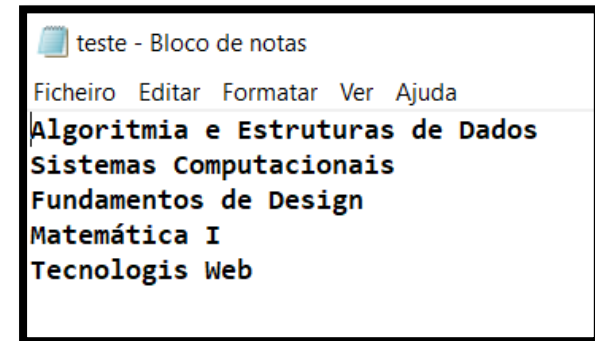 teste - Bloco de notas
Ficheiro Editar Formatar Ver Ajuda
Algoritmia e Estruturas de Dados
Sistemas Computacionais
Fundamentos de Design
Matemática I
Tecnologis Web